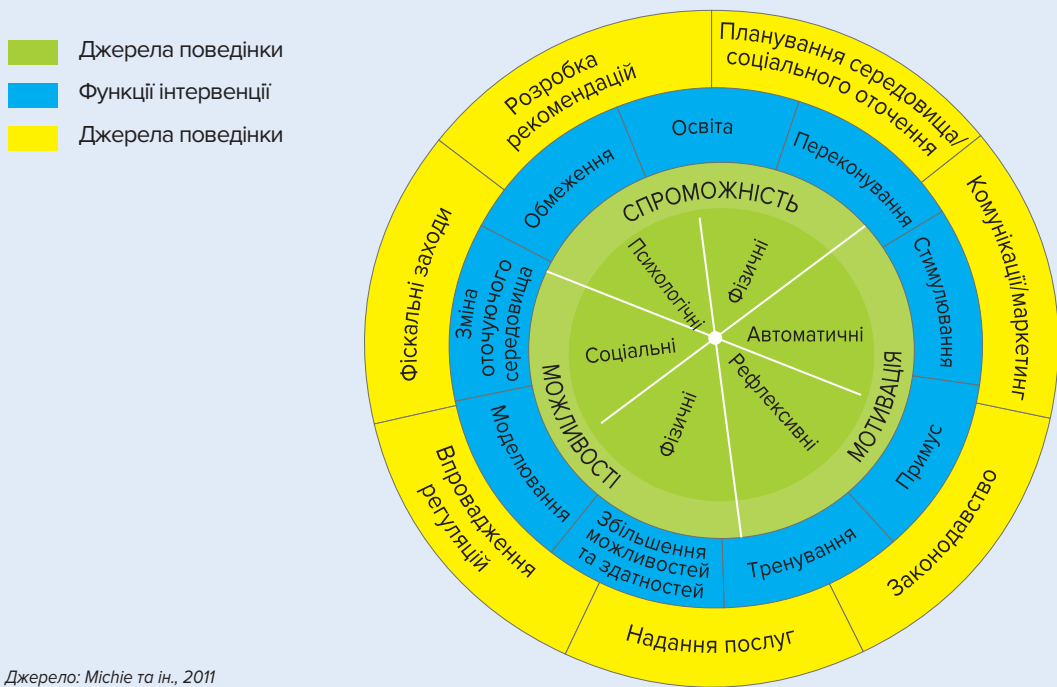 Джерела поведінки
Функції інтервенції
Джерела поведінки
Розробка
рекомендацій
Планування середовища/
соціального оточення
Комунікації/маркетинг
Законодавство
Надання послуг
Впровадження
регуляцій
Фіскальні заходи
Обмеження
Освіта
Переконування
Стимулювання
Примус
Тренування
Збільшення
можливостей
та здатностей
Моделювання
Зміна
оточуючого
середовища
СПРОМОЖНІСТЬ
МОТИВАЦІЯ
МОЖЛИВОСТІ
Психологічні
Фізичні
Автоматичні
Рефлексивні
Фізичні
Соціальні
Джерело: Michie та ін., 2011